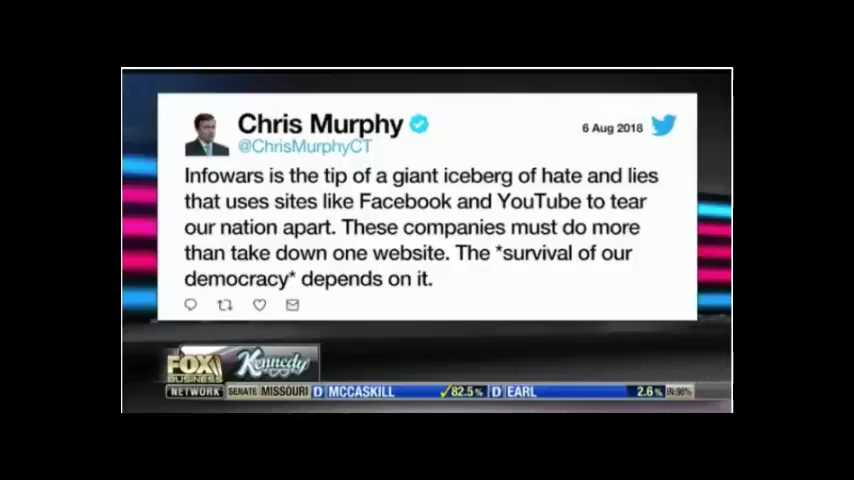 Chris Murphy
@ChrisMurphyCT
6 Aug 2018
Infowars is the tip of a giant iceberg of hate and lies
that uses sites like Facebook and YouTube to tear
our nation apart. These companies must do more
than take down one website. The *survival of our
democracy* depends on it.
FOX BUSINESS NETWORK
Kennedy
SENATE MISSOURI D MCCASKILL ✓82.5% D EARL 2.6% IN:98%